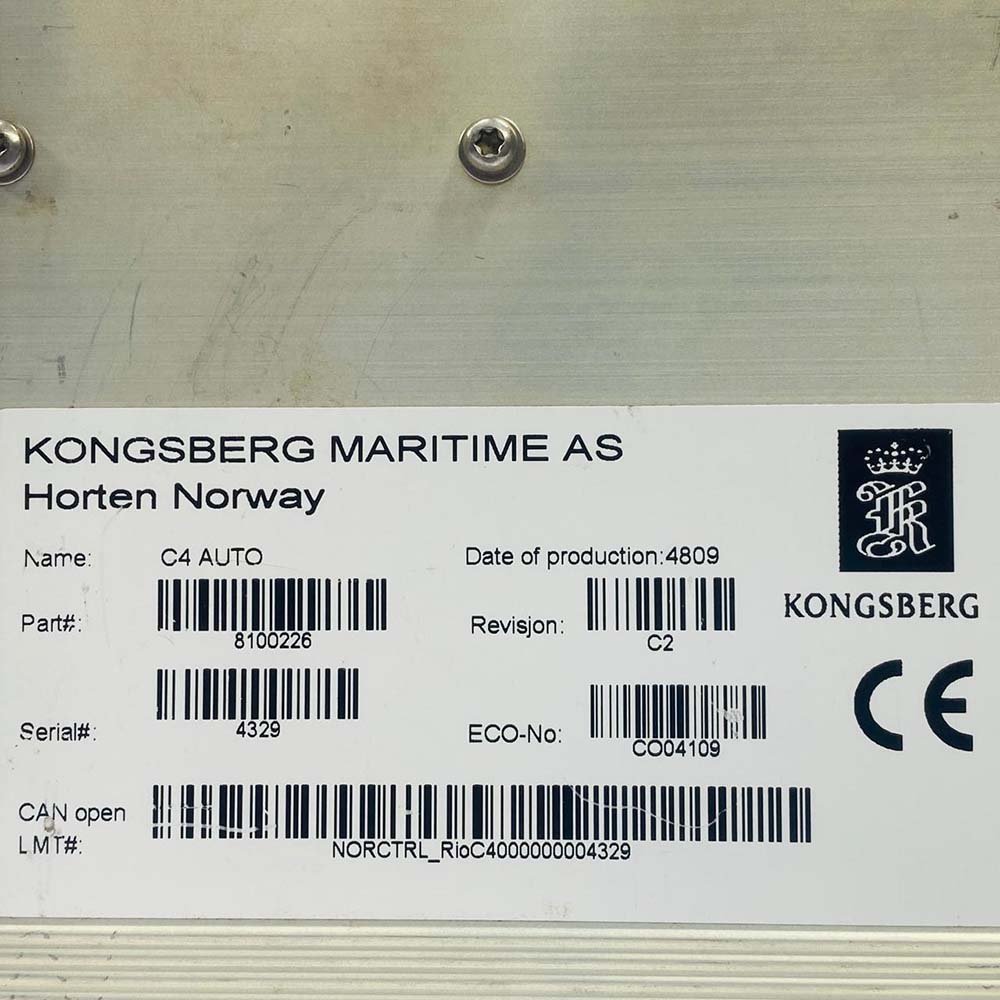 KONGSBERG MARITIME AS
Horten Norway
KONGSBERG
Name: C4 AUTO
Date of production:4809
Part#: 8100226
Revisjon: C2
Serial#: 4329
ECO-No: CO04109
CE
CAN open
LMT#: NORCTRL_RioC4000000004329